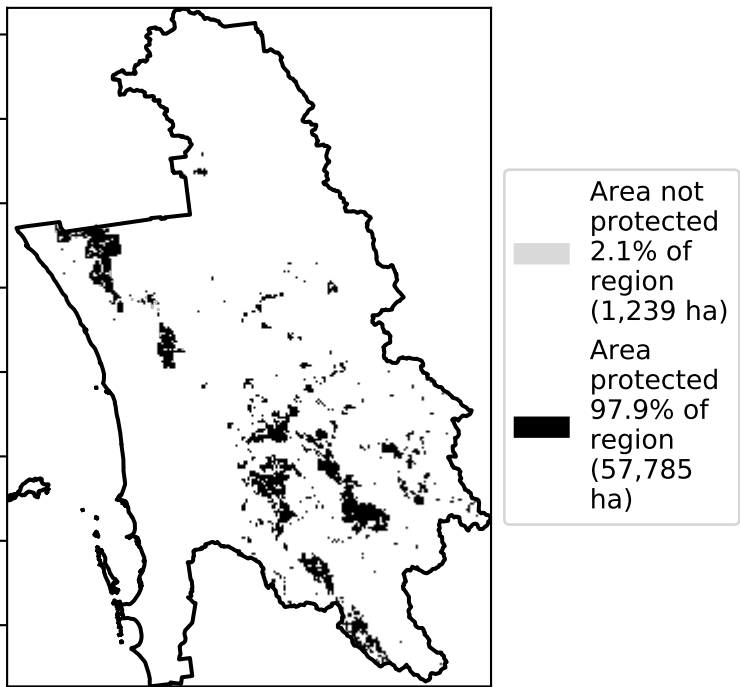 Area not
protected
2.1% of
region
(1,239 ha)
Area
protected
97.9% of
region
(57,785
ha)